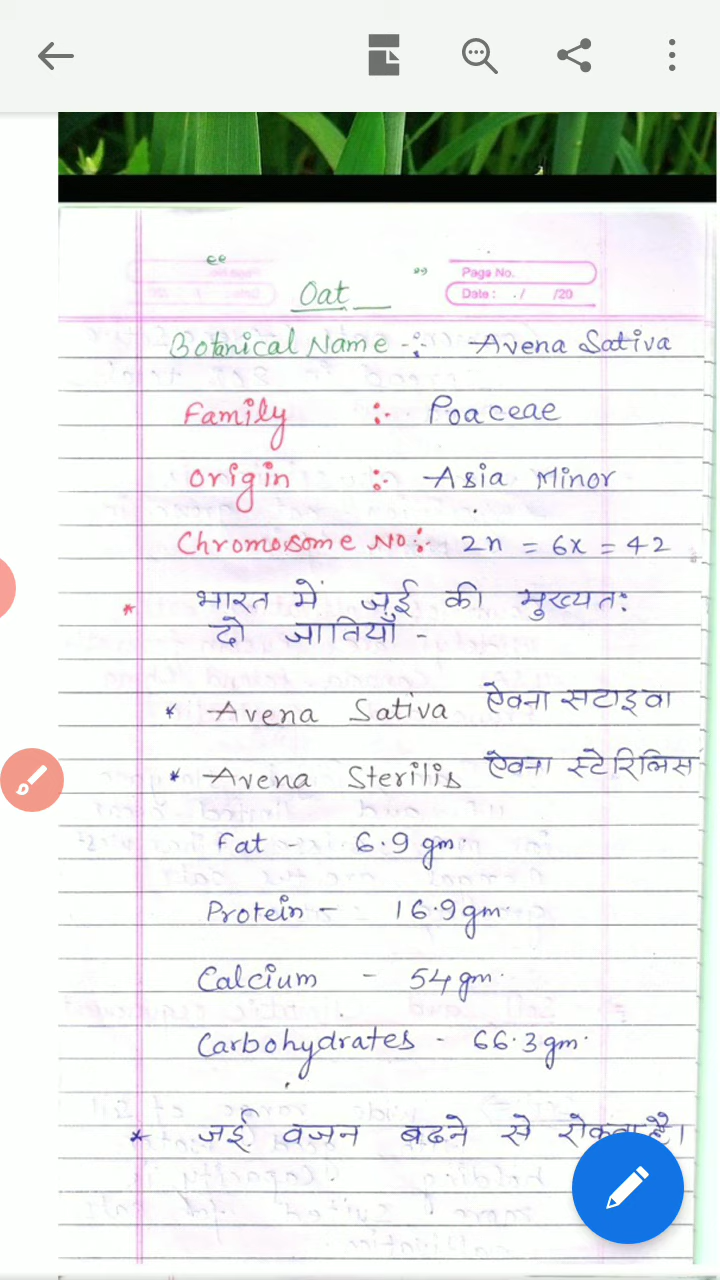 “ Oat ”
Page No.
Date: / /20
Botanical Name :- Avena Sativa
Family :- Poaceae
Origin :- Asia Minor
Chromosome No :- 2n = 6x = 42
* भारत में जई की मुख्यतः
दो जातियाँ -
* Avena Sativa ऐवना सटाइवा
* Avena Sterilis ऐवना स्टेरिलिस
Fat - 6.9 gm.
Protein - 16.9 gm.
Calcium - 54 gm.
Carbohydrates - 66.3 gm.
* जई वजन बढने से रोकता है।